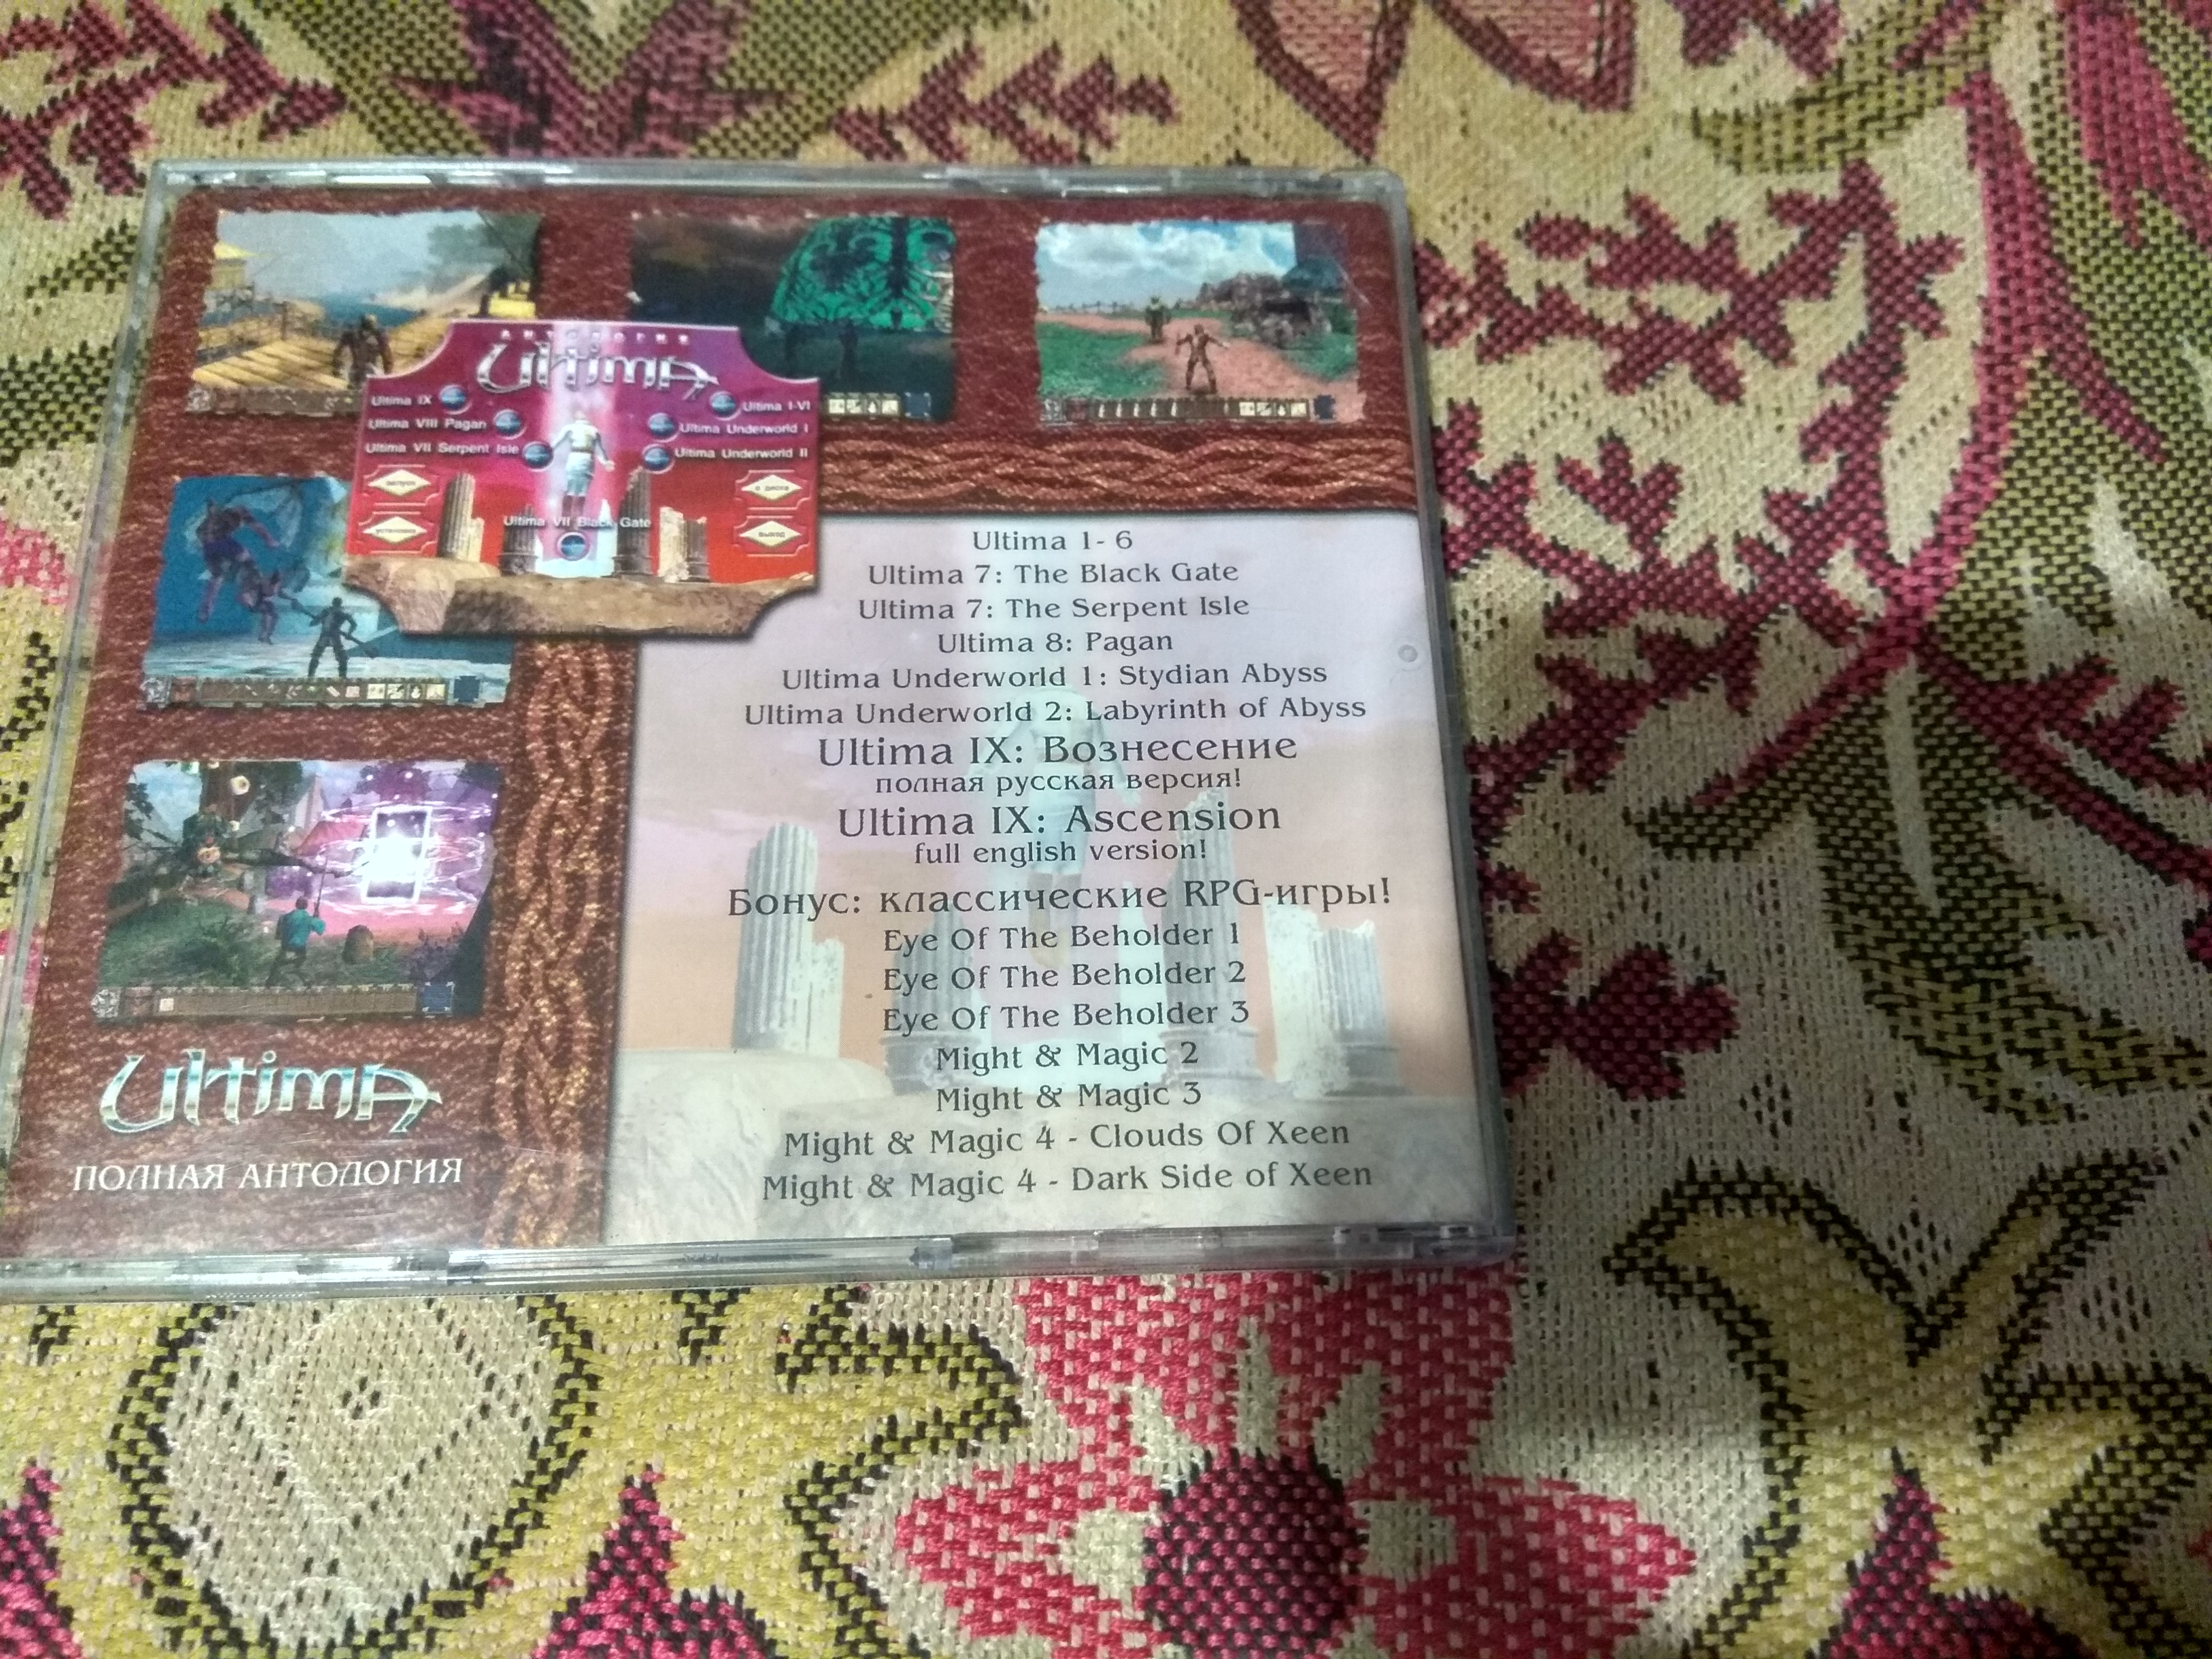 АНТОЛОГИЯ
Ultima
Ultima IX
Ultima I-VI
Ultima VIII Pagan
Ultima Underworld I
Ultima VII Serpent Isle
Ultima Underworld II
запуск
о диске
Ultima VII Black Gate
установка
выход
Ultima 1- 6
Ultima 7: The Black Gate
Ultima 7: The Serpent Isle
Ultima 8: Pagan
Ultima Underworld 1: Stydian Abyss
Ultima Underworld 2: Labyrinth of Abyss
Ultima IX: Вознесение
полная русская версия!
Ultima IX: Ascension
full english version!
Бонус: классические RPG-игры!
Eye Of The Beholder 1
Eye Of The Beholder 2
Eye Of The Beholder 3
Might & Magic 2
Might & Magic 3
Might & Magic 4 - Clouds Of Xeen
Might & Magic 4 - Dark Side of Xeen
Ultima
ПОЛНАЯ АНТОЛОГИЯ